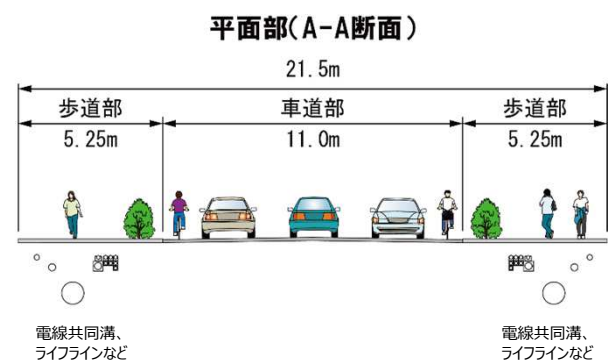 平面部(A-A断面)
21.5m
歩道部
車道部
歩道部
5.25m
11.0m
5.25m
電線共同溝、
ライフラインなど
電線共同溝、
ライフラインなど